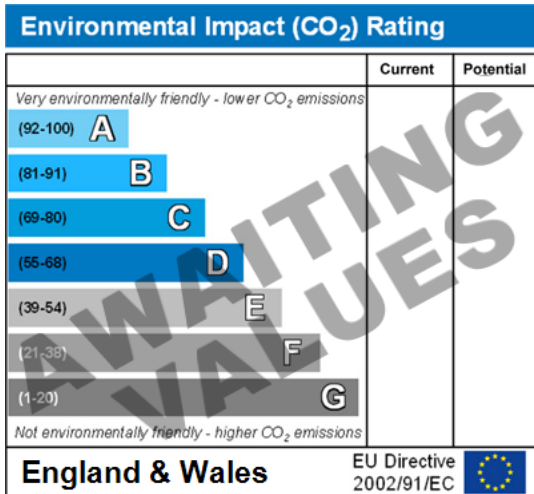 Environmental Impact (CO₂) Rating
Current Potential
Very environmentally friendly - lower CO₂ emissions
(92-100) A
(81-91) B
(69-80) C
(55-68) D
(39-54) E
(21-38) F
(1-20) G
AWAITING
VALUES
Not environmentally friendly - higher CO₂ emissions
England & Wales
EU Directive
2002/91/EC